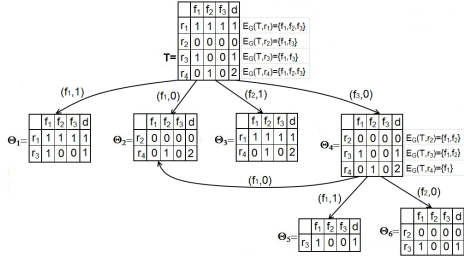 f₁ f₂ f₃ d
r₁ 1 1 1 1 E_G(T,r₁)={f₁,f₂,f₃}
r₂ 0 0 0 0 E_G(T,r₂)={f₁,f₃}
T= r₃ 1 0 0 1 E_G(T,r₃)={f₁,f₃}
r₄ 0 1 0 2 E_G(T,r₄)={f₁,f₂,f₃}
(f₁,1) (f₁,0) (f₂,1) (f₃,0)
f₁ f₂ f₃ d
Θ₁= r₁ 1 1 1 1
r₃ 1 0 0 1
f₁ f₂ f₃ d
Θ₂= r₂ 0 0 0 0
r₄ 0 1 0 2
f₁ f₂ f₃ d
Θ₃= r₁ 1 1 1 1
r₄ 0 1 0 2
f₁ f₂ f₃ d
r₂ 0 0 0 0 E_G(T,r₂)={f₁,f₂}
Θ₄= r₃ 1 0 0 1 E_G(T,r₃)={f₁,f₂}
r₄ 0 1 0 2 E_G(T,r₄)={f₁}
(f₁,0)
(f₁,1) (f₂,0)
f₁ f₂ f₃ d
Θ₅= r₃ 1 0 0 1
f₁ f₂ f₃ d
Θ₆= r₂ 0 0 0 0
r₃ 1 0 0 1